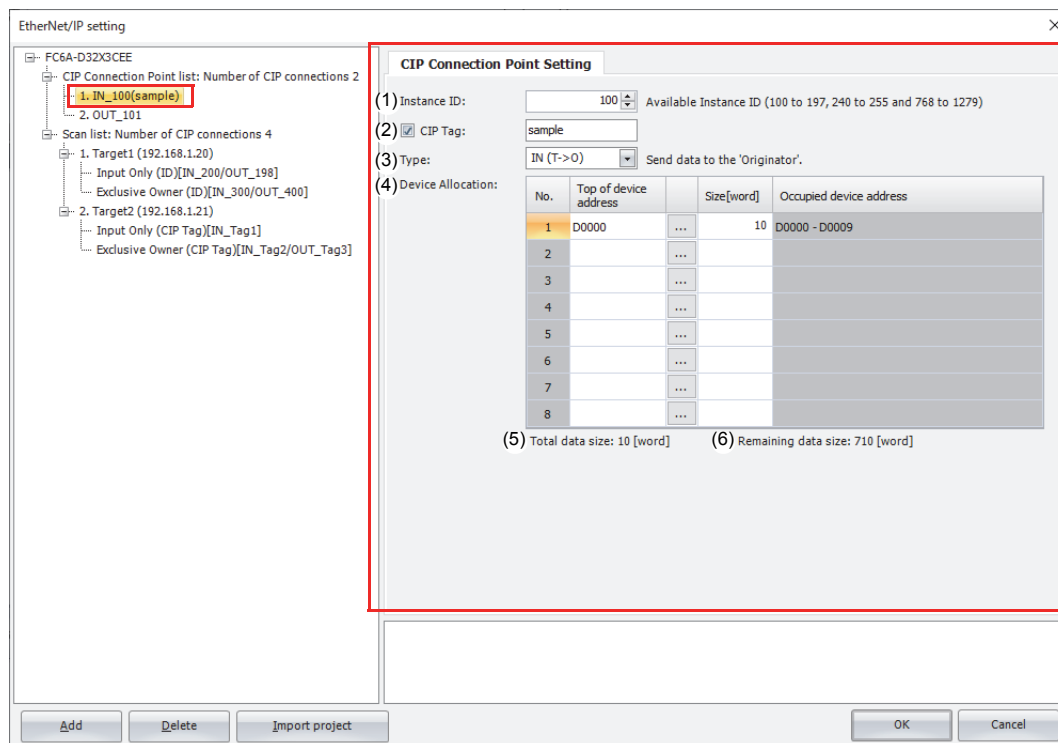 EtherNet/IP setting
FC6A-D32X3CEE
CIP Connection Point list: Number of CIP connections 2
1. IN_100(sample)
2. OUT_101
Scan list: Number of CIP connections 4
1. Target1 (192.168.1.20)
Input Only (ID)[IN_200/OUT_198]
Exclusive Owner (ID)[IN_300/OUT_400]
2. Target2 (192.168.1.21)
Input Only (CIP Tag)[IN_Tag1]
Exclusive Owner (CIP Tag)[IN_Tag2/OUT_Tag3]
CIP Connection Point Setting
(1) Instance ID: 100 Available Instance ID (100 to 197, 240 to 255 and 768 to 1279)
(2) CIP Tag: sample
(3) Type: IN (T->O) Send data to the 'Originator'.
(4) Device Allocation:
No. Top of device address Size[word] Occupied device address
1 D0000 ... 10 D0000 - D0009
2 ...
3 ...
4 ...
5 ...
6 ...
7 ...
8 ...
(5) Total data size: 10 [word] (6) Remaining data size: 710 [word]
Add Delete Import project OK Cancel